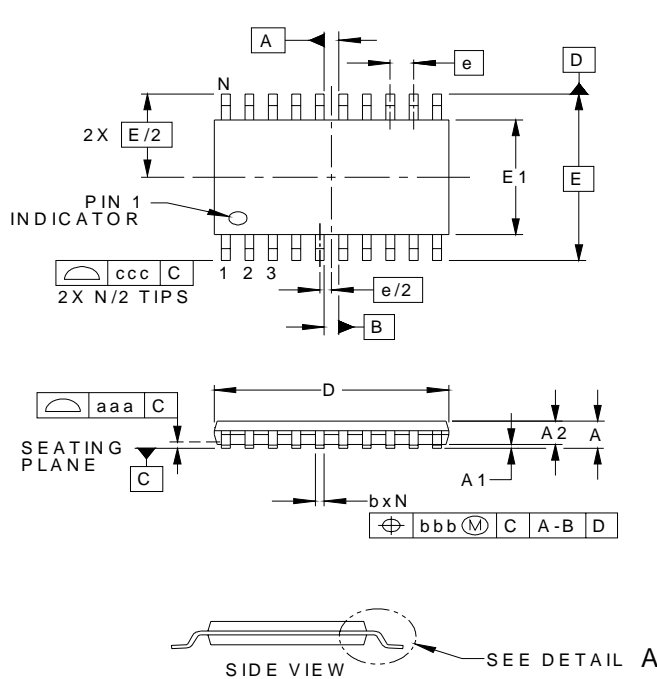 A
e
D
N
2X E/2
E1
E
PIN 1
INDICATOR
ccc C
1 2 3
2X N/2 TIPS
e/2
B
D
aaa C
A2
A
SEATING
PLANE
C
A1
bxN
bbb M C A-B D
SEE DETAIL A
SIDE VIEW